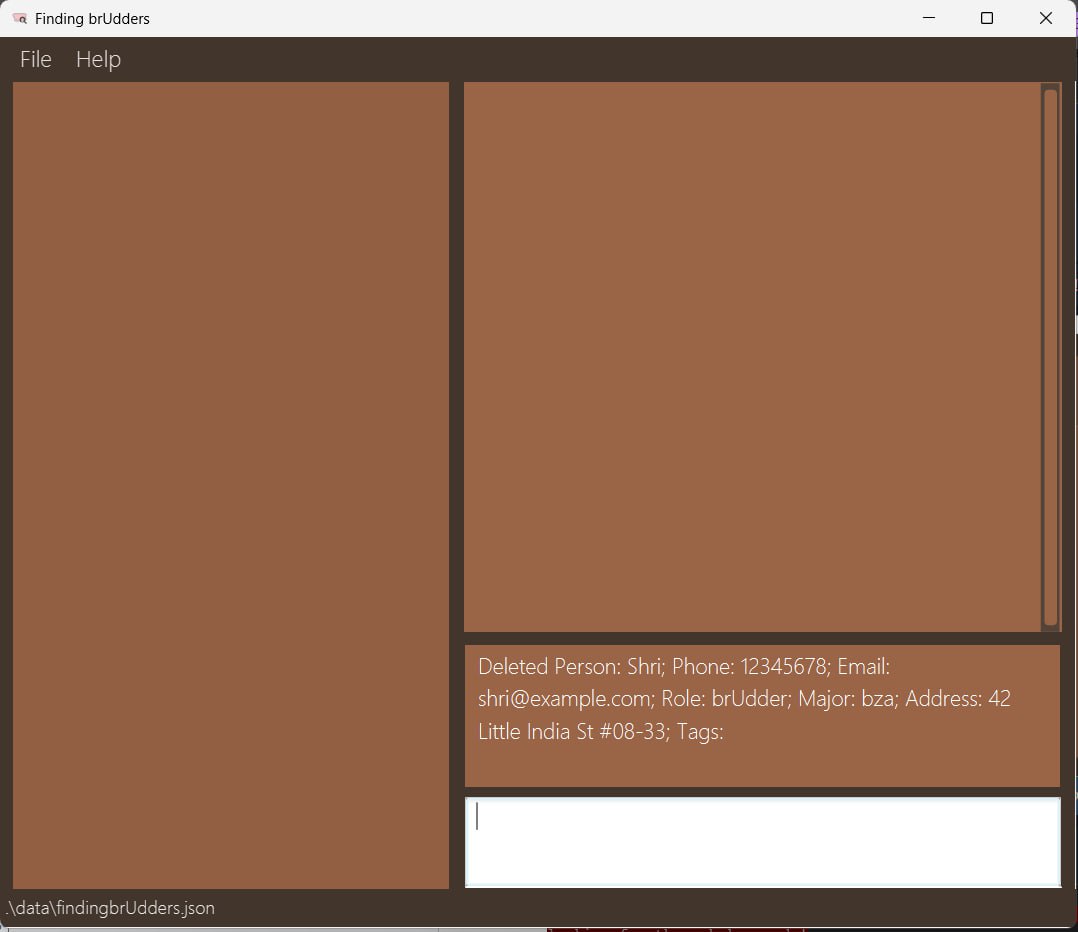 Finding brUdders
File Help
Deleted Person: Shri; Phone: 12345678; Email:
shri@example.com; Role: brUdder; Major: bza; Address: 42
Little India St #08-33; Tags:
.\data\findingbrUdders.json